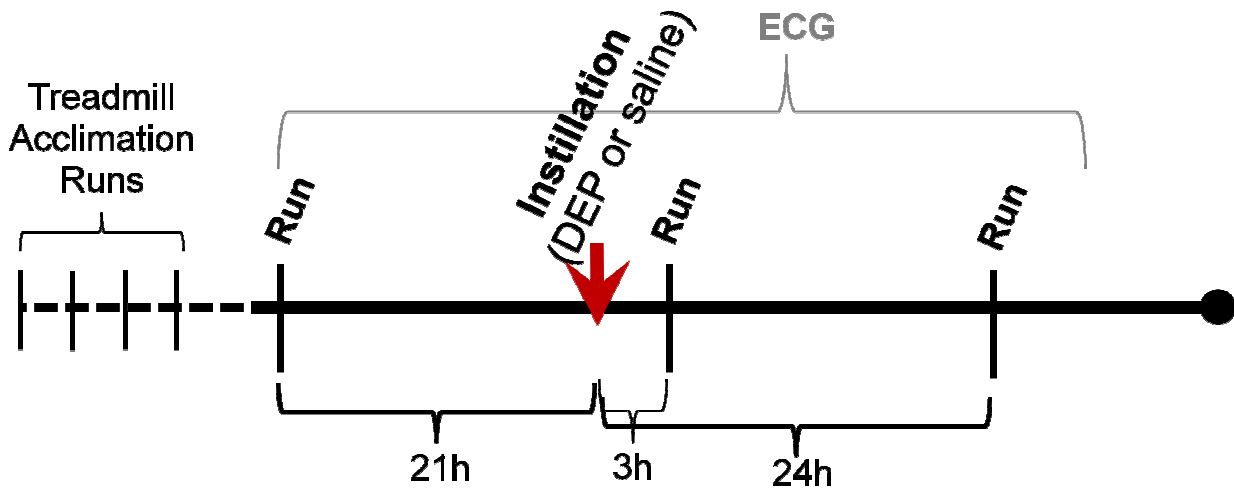 ECG
Treadmill
Acclimation
Runs
Run
Instillation
(DEP or saline)
Run
Run
21h
3h
24h